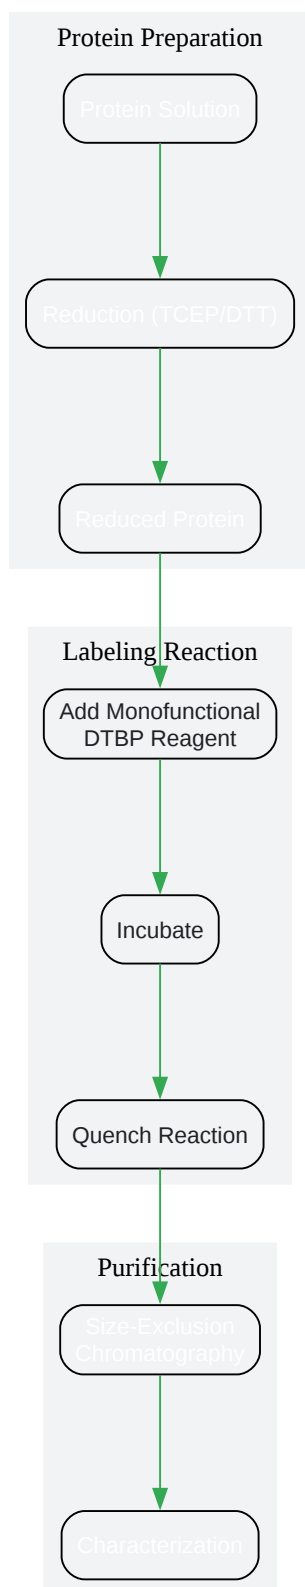 Protein Preparation
Protein Solution
Reduction (TCEP/DTT)
Reduced Protein
Labeling Reaction
Add Monofunctional
DTBP Reagent
Incubate
Quench Reaction
Purification
Size-Exclusion
Chromatography
Characterization